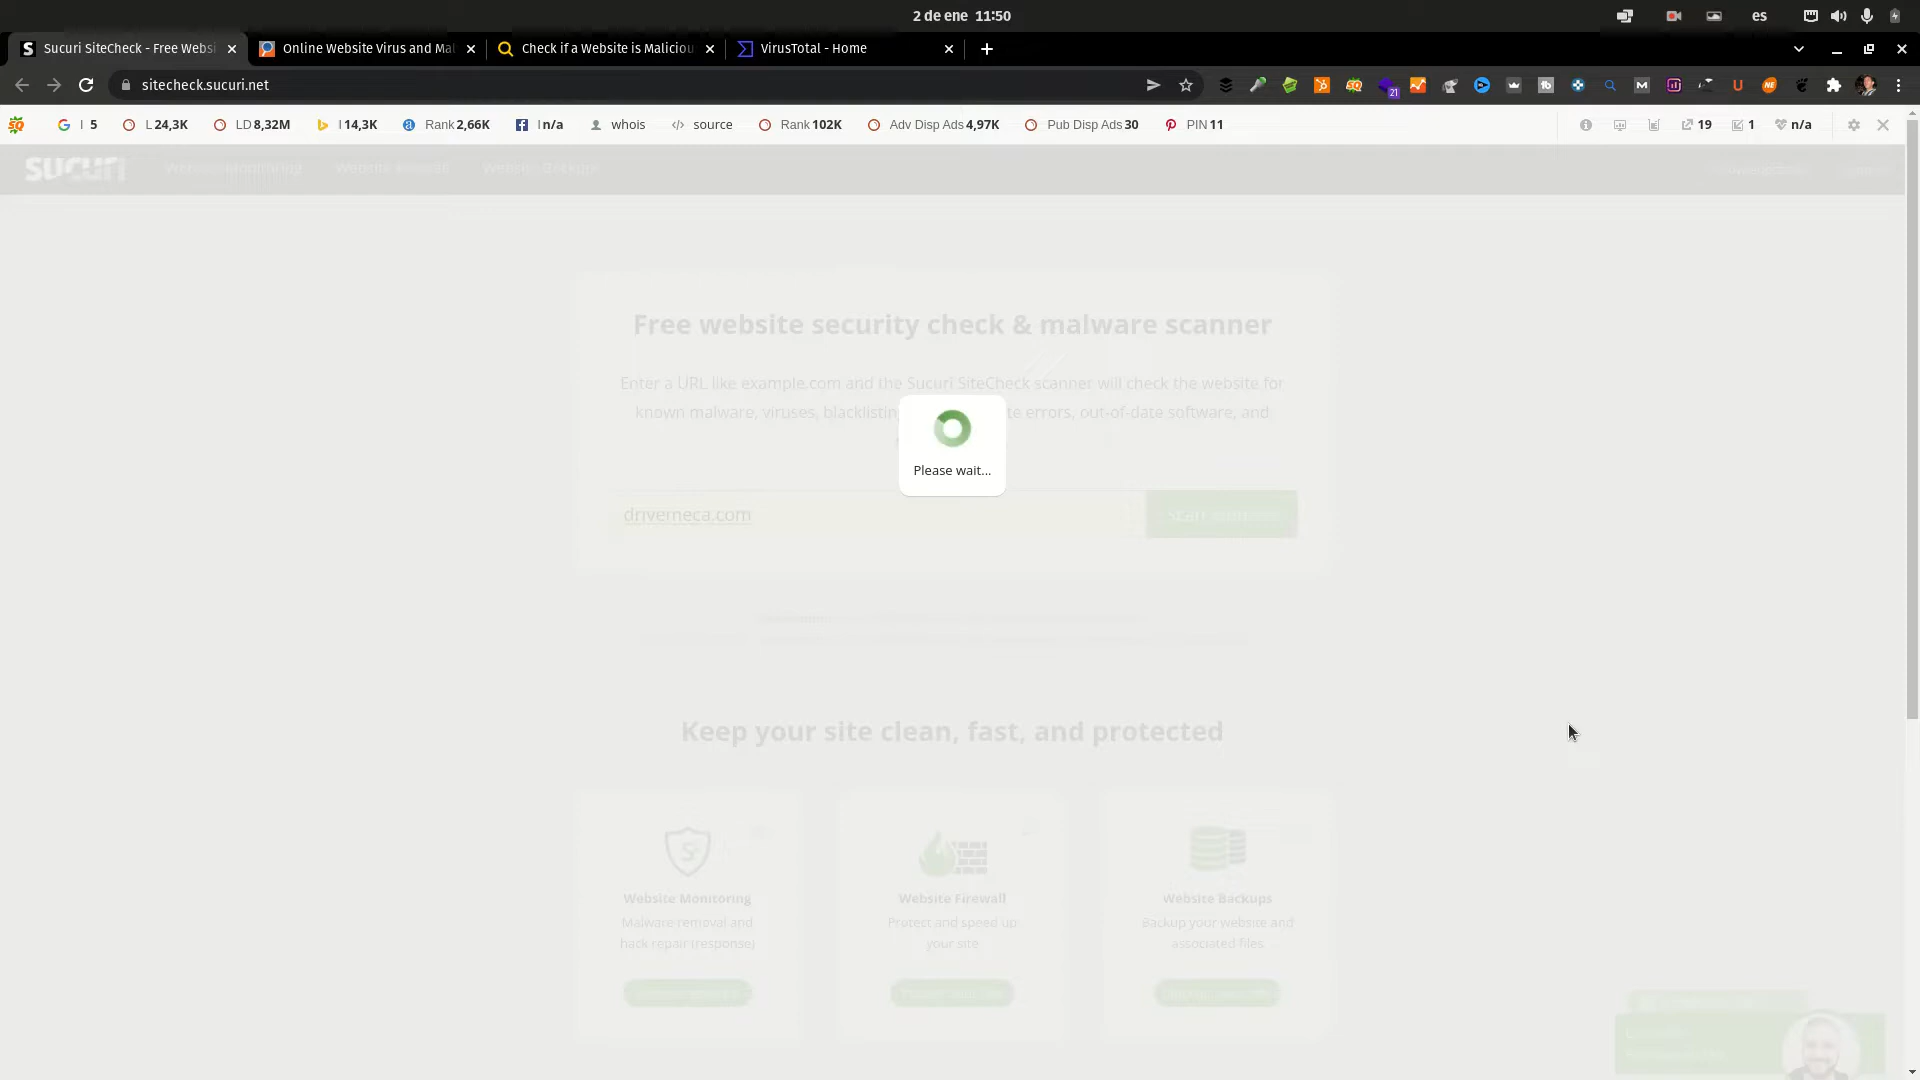 2 de ene 11:50
es
Sucuri SiteCheck - Free Websi
Online Website Virus and Mal
Check if a Website is Maliciou
VirusTotal - Home
sitecheck.sucuri.net
21
I 5
L 24,3K
LD 8,32M
I 14,3K
Rank 2,66K
I n/a
whois
source
Rank 102K
Adv Disp Ads 4,97K
Pub Disp Ads 30
PIN 11
19
1
n/a
SUCURI
Free website security check & malware scanner
Enter a URL like example.com and the Sucuri SiteCheck scanner will check the website for
known malware, viruses, blacklisting te errors, out-of-date software, and
Please wait...
driverneca.com
Keep your site clean, fast, and protected
Website Monitoring
Malware removal and
hack repair (response)
Website Firewall
Protect and speed up
your site
Website Backups
Backup your website and
associated files